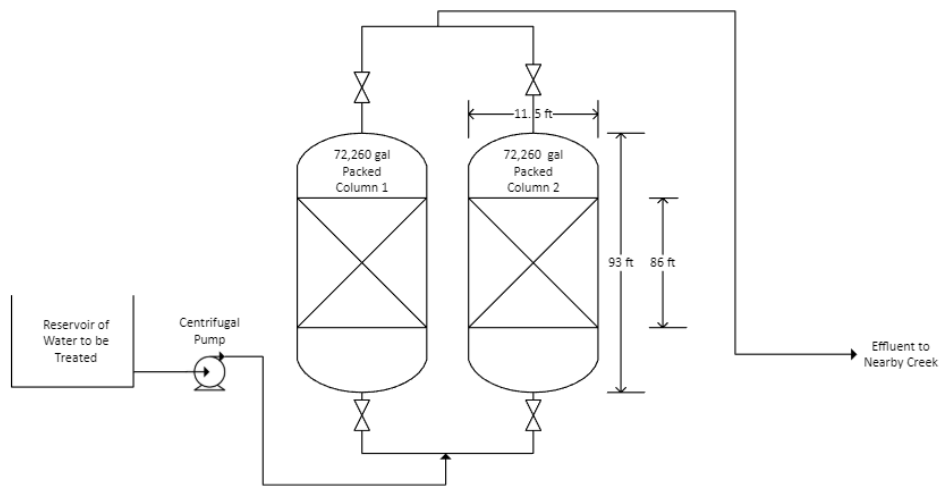 11.5 ft
72,260 gal
Packed
Column 1
72,260 gal
Packed
Column 2
93 ft
86 ft
Reservoir of
Water to be
Treated
Centrifugal
Pump
Effluent to
Nearby Creek